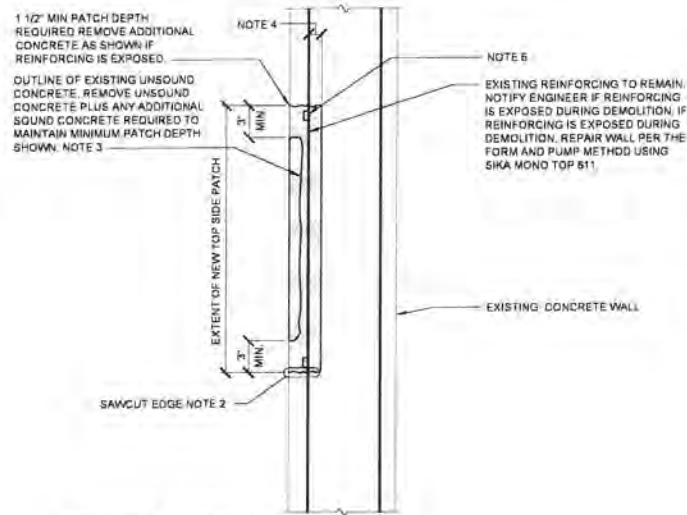 1 1/2" MIN PATCH DEPTH
REQUIRED REMOVE ADDITIONAL
CONCRETE AS SHOWN IF
REINFORCING IS EXPOSED.
OUTLINE OF EXISTING UNSOUND
CONCRETE. REMOVE UNSOUND
CONCRETE PLUS ANY ADDITIONAL
SOUND CONCRETE REQUIRED TO
MAINTAIN MINIMUM PATCH DEPTH
SHOWN. NOTE 3
NOTE 4
NOTE 6
EXISTING REINFORCING TO REMAIN.
NOTIFY ENGINEER IF REINFORCING
IS EXPOSED DURING DEMOLITION. IF
REINFORCING IS EXPOSED DURING
DEMOLITION, REPAIR WALL PER THE
FORM AND PUMP METHOD USING
SIKA MONO TOP 611.
3"
MIN.
EXTENT OF NEW TOP SIDE PATCH
EXISTING CONCRETE WALL
3"
MIN.
SAWCUT EDGE NOTE 2